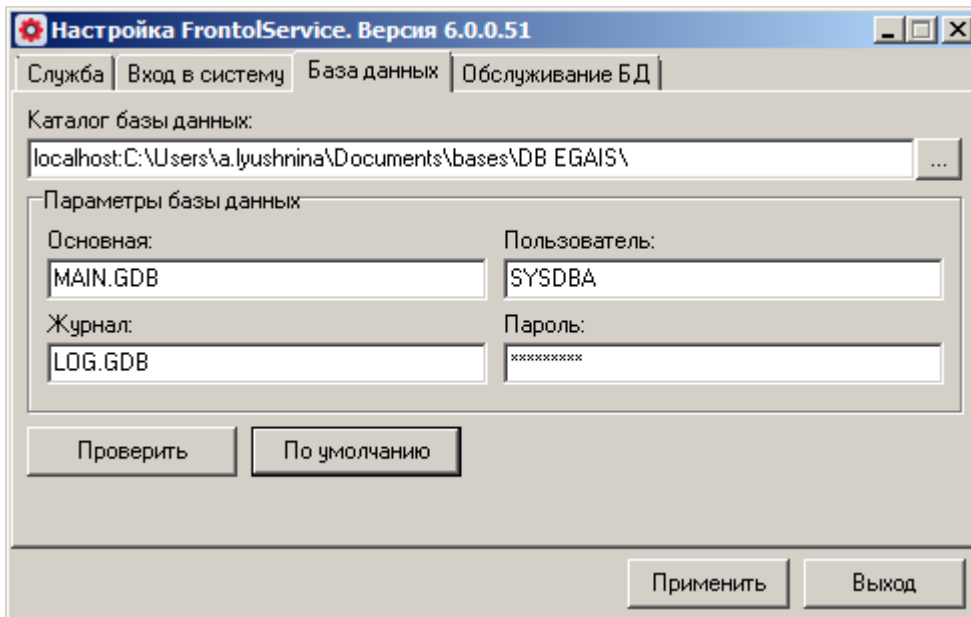 Настройка FrontolService. Версия 6.0.0.51
Служба Вход в систему База данных Обслуживание БД
Каталог базы данных:
localhost:C:\Users\a.lyushnina\Documents\bases\DB EGAIS\ ...
Параметры базы данных
Основная: Пользователь:
MAIN.GDB SYSDBA
Журнал: Пароль:
LOG.GDB *********
Проверить По умолчанию
Применить Выход